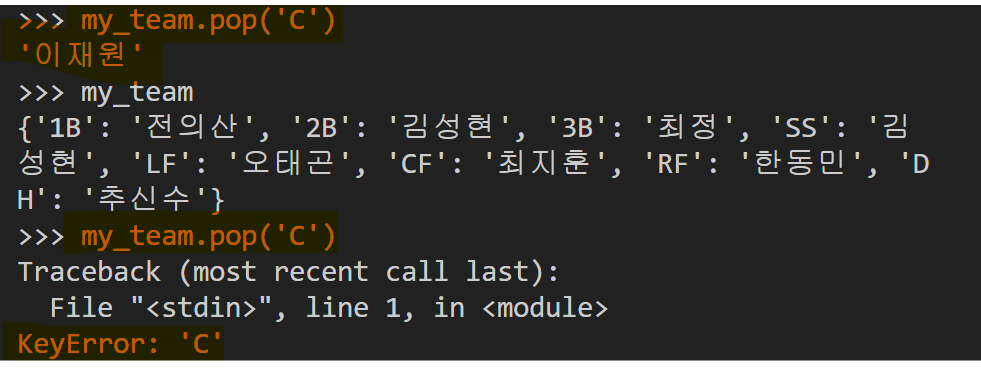 >>> my_team.pop('C')
'이재원'
>>> my_team
{'1B': '전의산', '2B': '김성현', '3B': '최정', 'SS': '김
성현', 'LF': '오태곤', 'CF': '최지훈', 'RF': '한동민', 'D
H': '추신수'}
>>> my_team.pop('C')
Traceback (most recent call last):
  File "<stdin>", line 1, in <module>
KeyError: 'C'